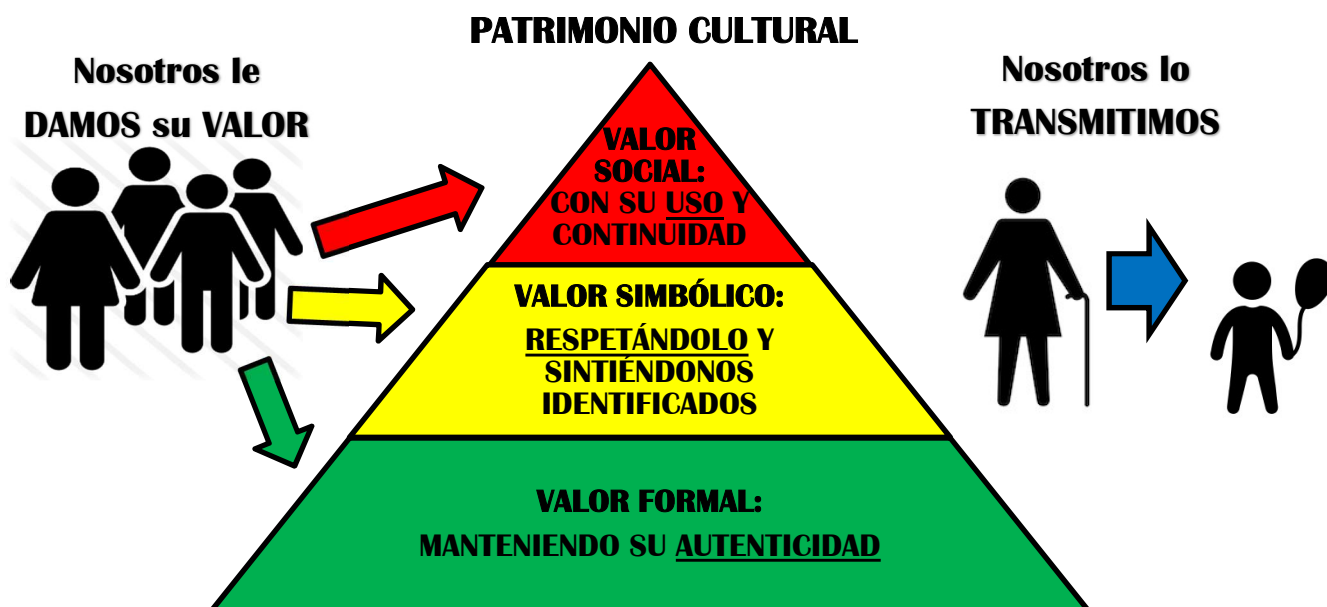 PATRIMONIO CULTURAL
Nosotros le
DAMOS su VALOR
VALOR
SOCIAL:
CON SU USO Y
CONTINUIDAD
VALOR SIMBÓLICO:
RESPETÁNDOLO Y
SINTIÉNDONOS
IDENTIFICADOS
VALOR FORMAL:
MANTENIENDO SU AUTENTICIDAD
Nosotros lo
TRANSMITIMOS